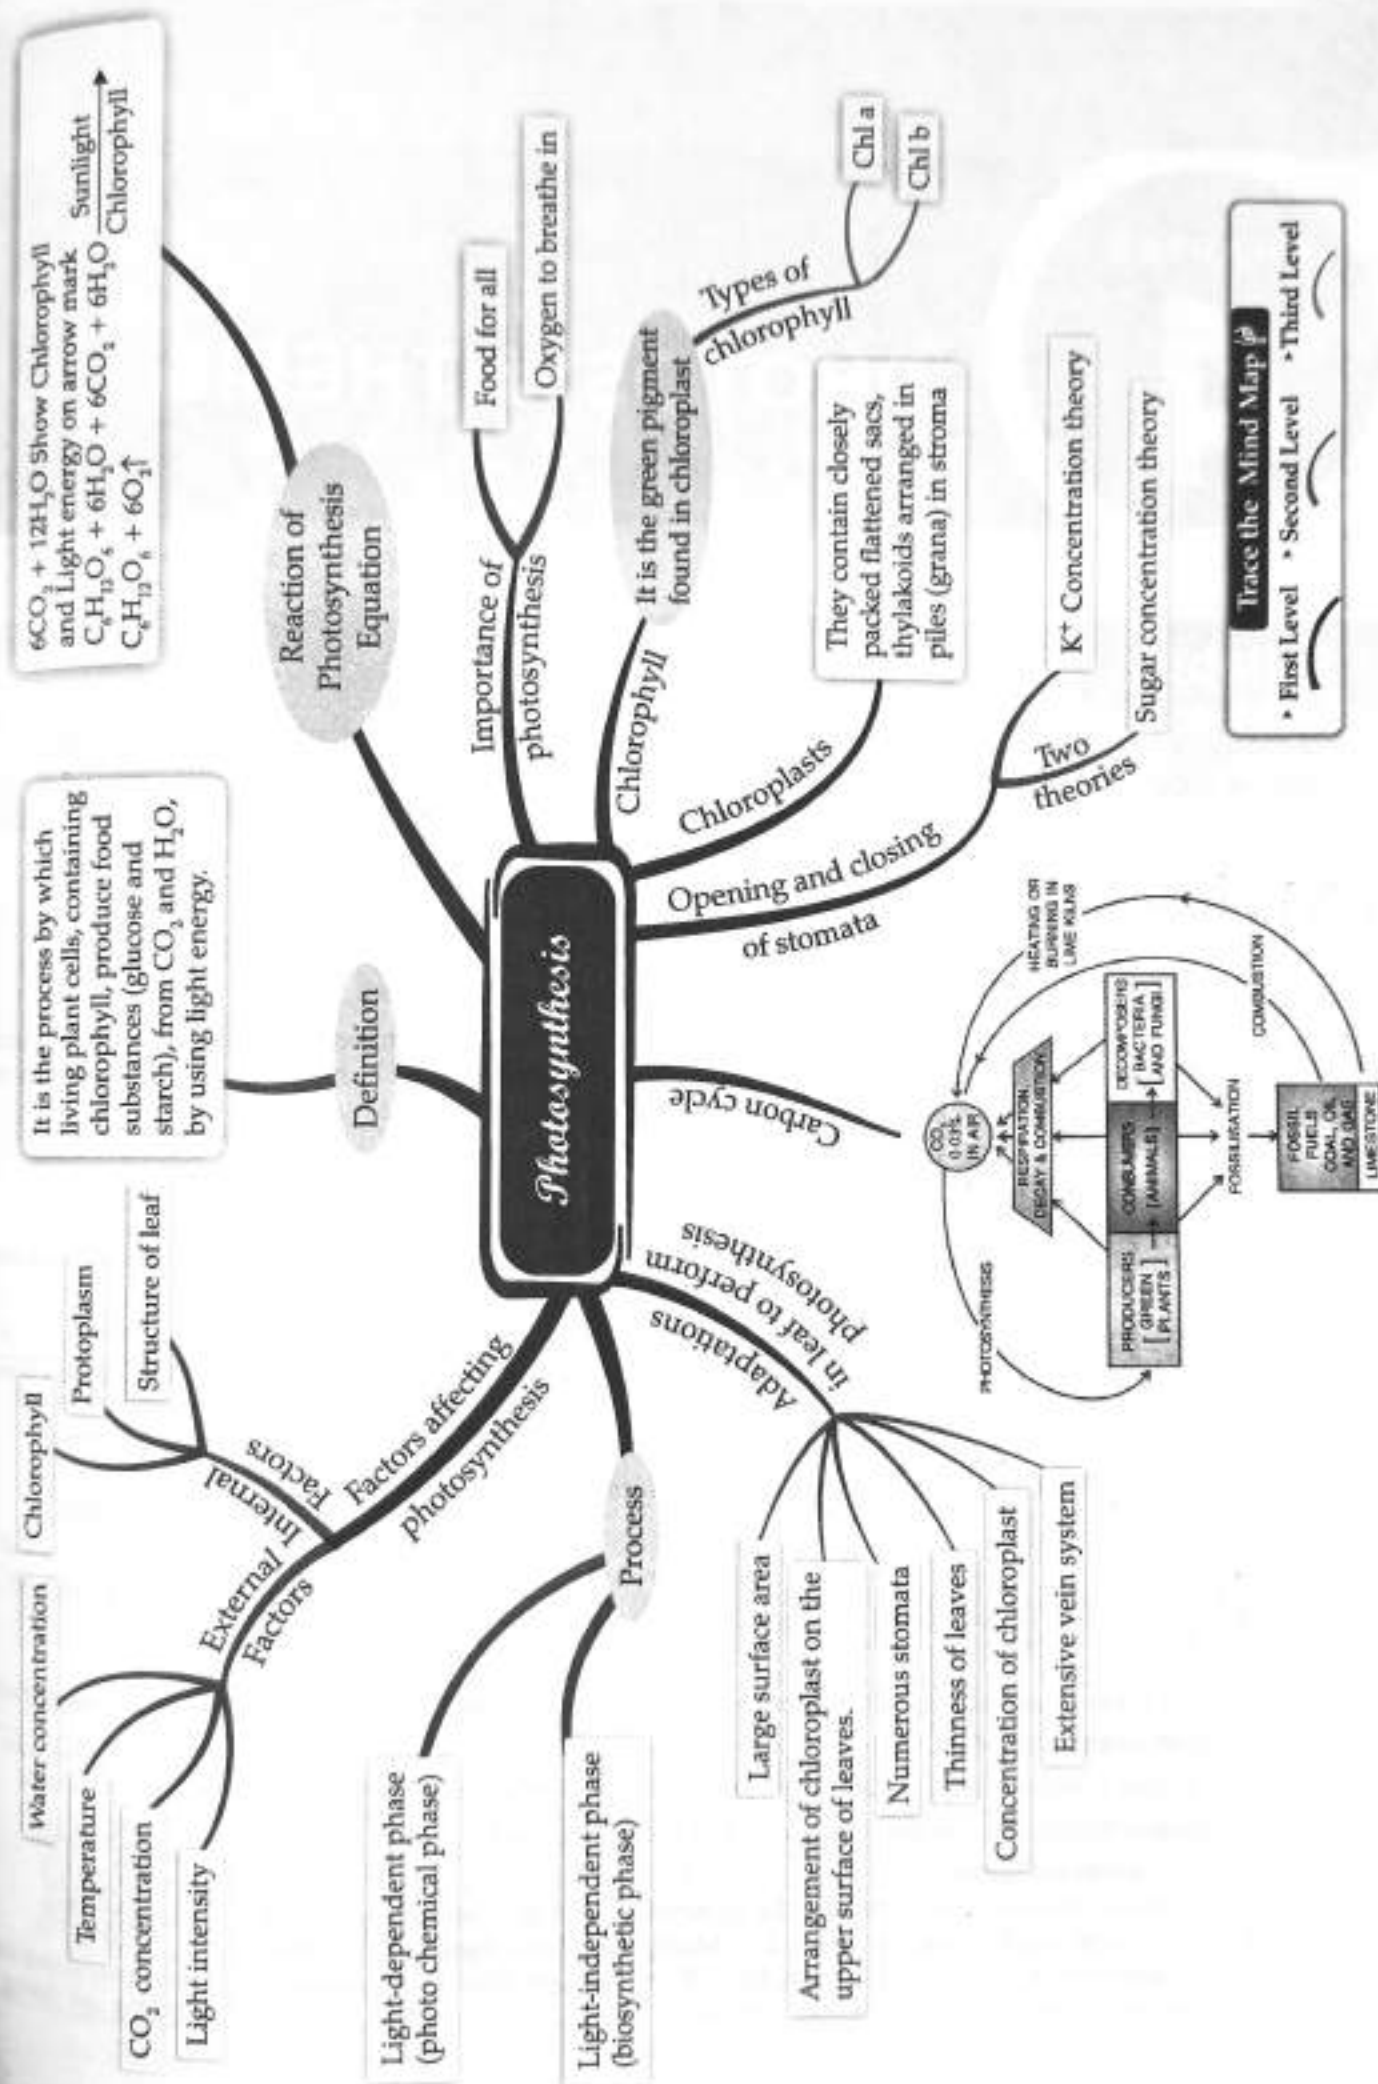 6CO₂ + 12H₂O Show Chlorophyll
and Light energy on arrow mark
C₆H₁₂O₆ + 6H₂O + 6CO₂ + 6H₂O
Sunlight
Chlorophyll
C₆H₁₂O₆ + 6O₂↑
Reaction of
Photosynthesis
Equation
It is the process by which
living plant cells, containing
chlorophyll, produce food
substances (glucose and
starch), from CO₂ and H₂O,
by using light energy.
Definition
Importance of
photosynthesis
Food for all
Oxygen to breathe in
Chlorophyll
It is the green pigment
found in chloroplast
Types of
chlorophyll
Chl a
Chl b
Chloroplasts
They contain closely
packed flattened sacs,
thylakoids arranged in
piles (grana) in stroma
Opening and closing
of stomata
Two
theories
K⁺ Concentration theory
Sugar concentration theory
Photosynthesis
Carbon cycle
CO₂
0.03%
IN AIR
HEATING OR
BURNING IN
LIME KILNS
COMBUSTION
RESPIRATION,
DECAY & COMBUSTION
PHOTOSYNTHESIS
PRODUCERS
[GREEN
PLANTS]
CONSUMERS
[ANIMALS]
DECOMPOSERS
[BACTERIA
AND FUNGI]
FOSSILISATION
FOSSIL
FUELS
COAL, OIL
AND GAS
LIMESTONE
Factors affecting
photosynthesis
Internal
Factors
Chlorophyll
Protoplasm
Structure of leaf
External
Factors
Water concentration
Temperature
CO₂ concentration
Light intensity
Process
Light-dependent phase
(photo chemical phase)
Light-independent phase
(biosynthetic phase)
Adaptations
in leaf to perform
photosynthesis
Large surface area
Arrangement of chloroplast on the
upper surface of leaves.
Numerous stomata
Thinness of leaves
Concentration of chloroplast
Extensive vein system
Trace the Mind Map
▸ First Level ▸ Second Level ▸ Third Level